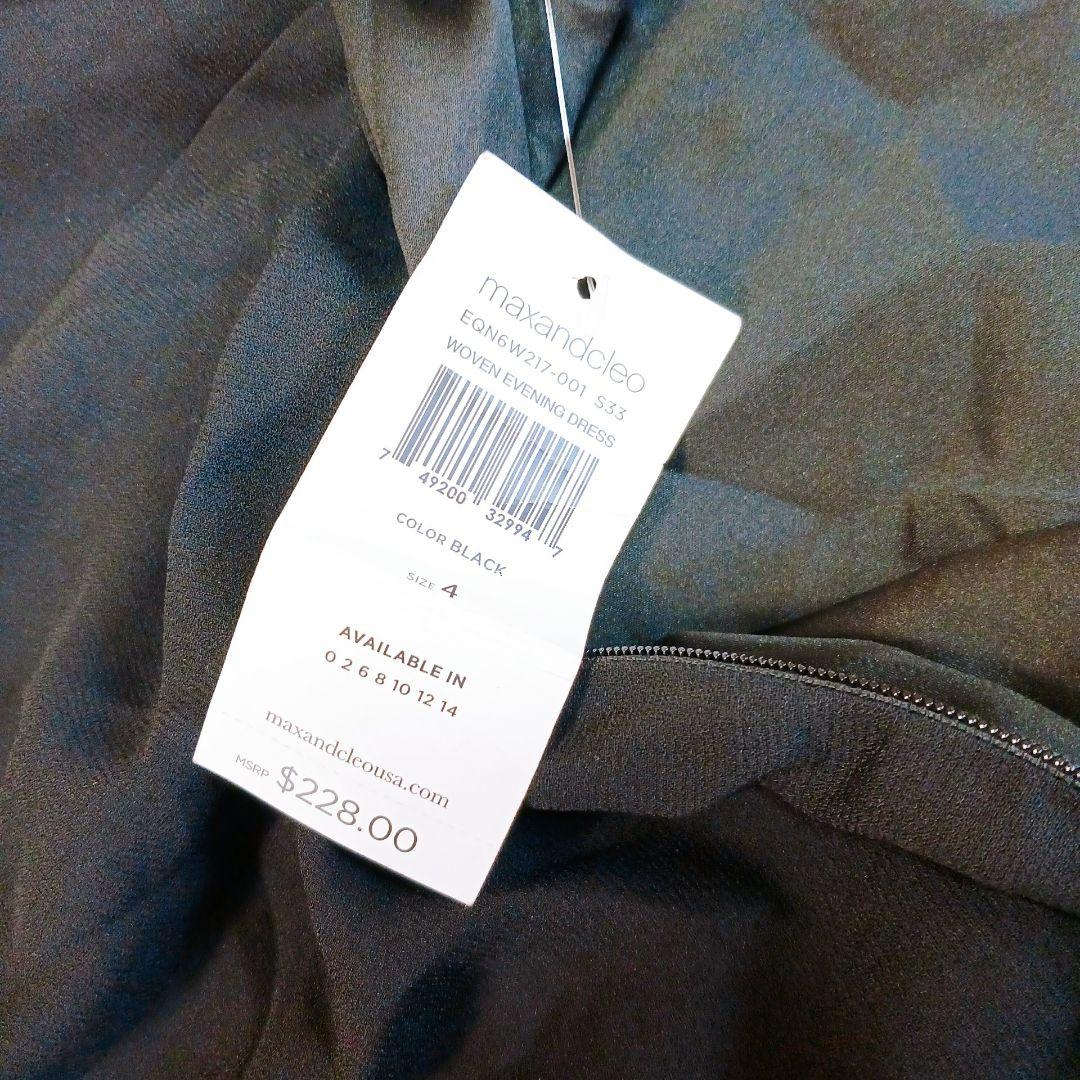 maxandcleo
EQN6W217-001 S33
WOVEN EVENING DRESS
7 49200 32994 7
COLOR BLACK
SIZE 4
AVAILABLE IN
0 2 6 8 10 12 14
maxandcleousa.com
MSRP $228.00